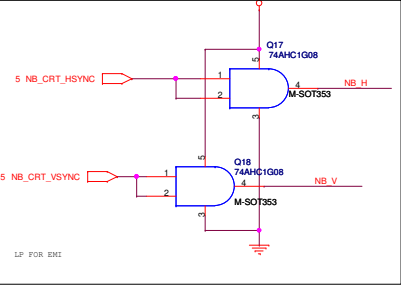 Q17
74AHC1G08
5
5 NB_CRT_HSYNC
1
2
4
NB_H
M-SOT353
3
Q18
74AHC1G08
5
5 NB_CRT_VSYNC
1
2
4
NB_V
M-SOT353
3
LP FOR EMI